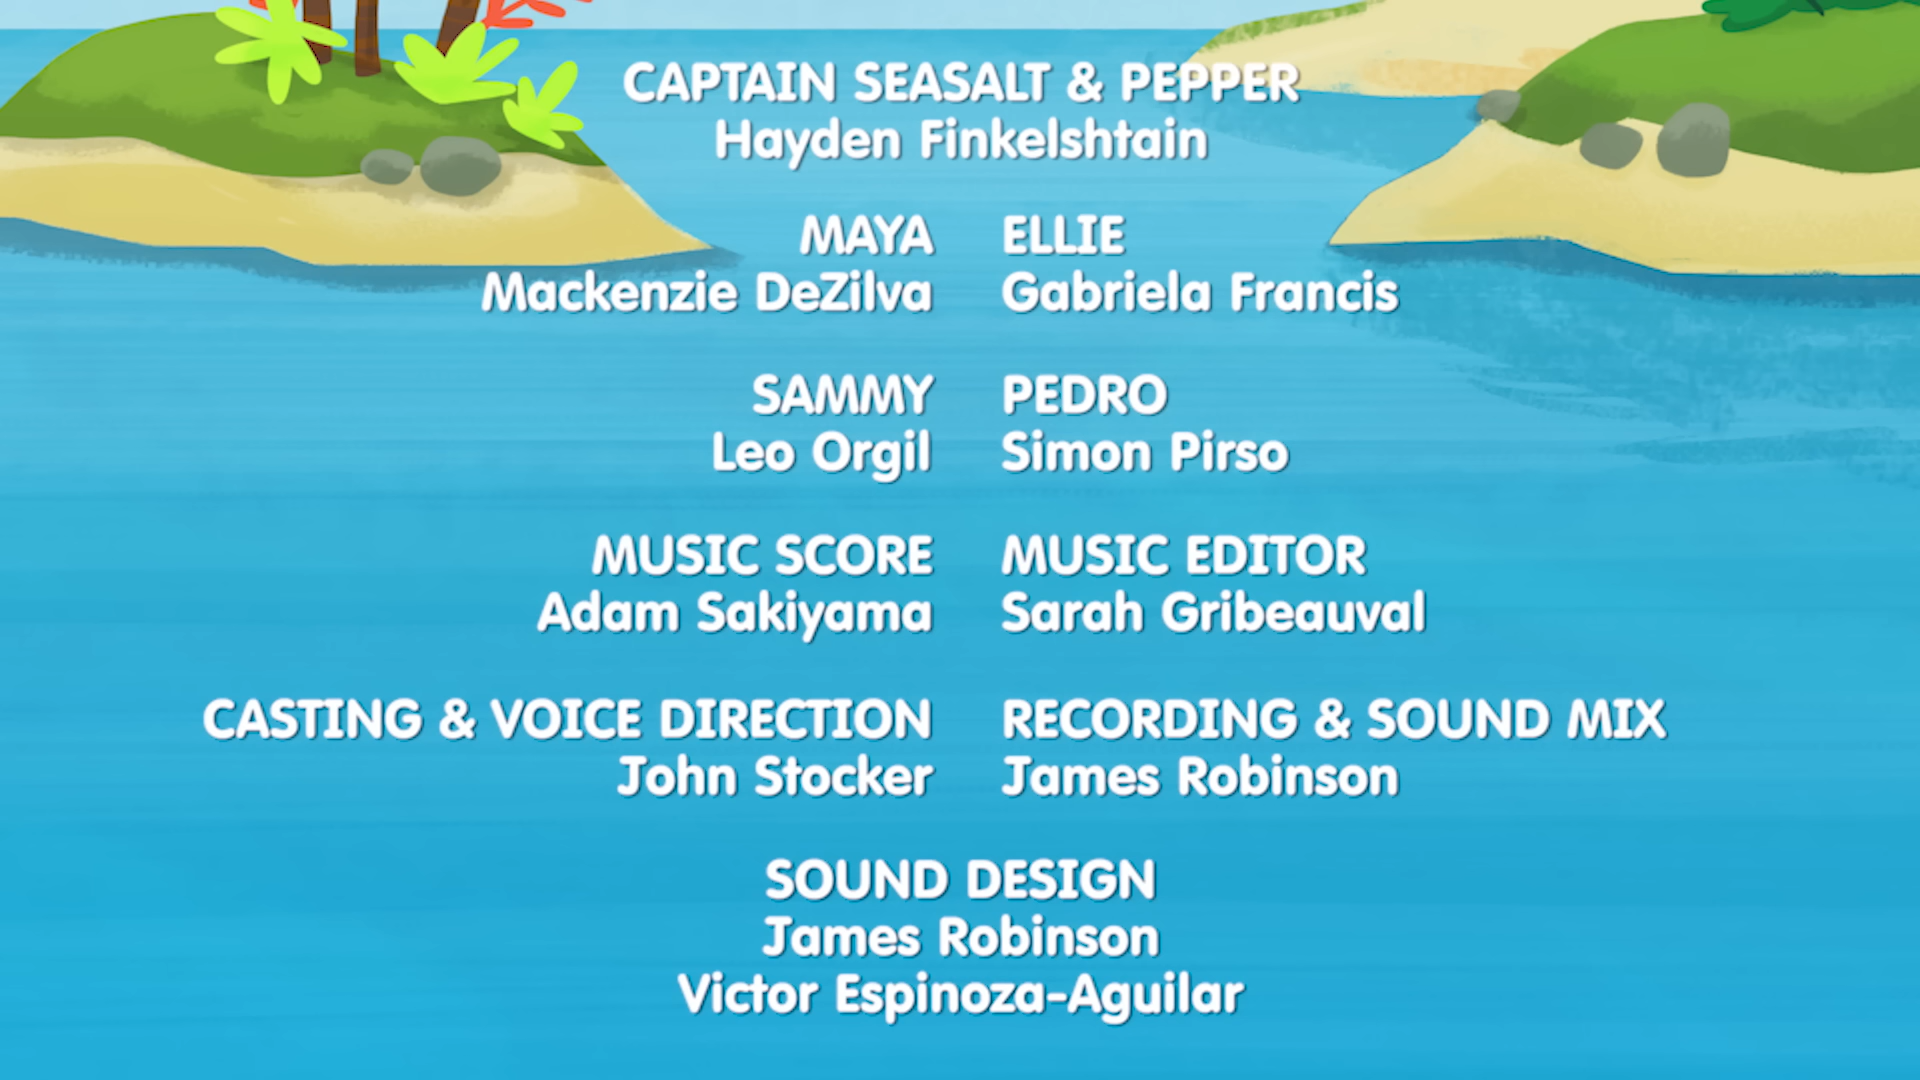 CAPTAIN SEASALT & PEPPER
Hayden Finkelshtain
MAYA
Mackenzie DeZilva
ELLIE
Gabriela Francis
SAMMY
Leo Orgil
PEDRO
Simon Pirso
MUSIC SCORE
Adam Sakiyama
MUSIC EDITOR
Sarah Gribeauval
CASTING & VOICE DIRECTION
John Stocker
RECORDING & SOUND MIX
James Robinson
SOUND DESIGN
James Robinson
Victor Espinoza-Aguilar